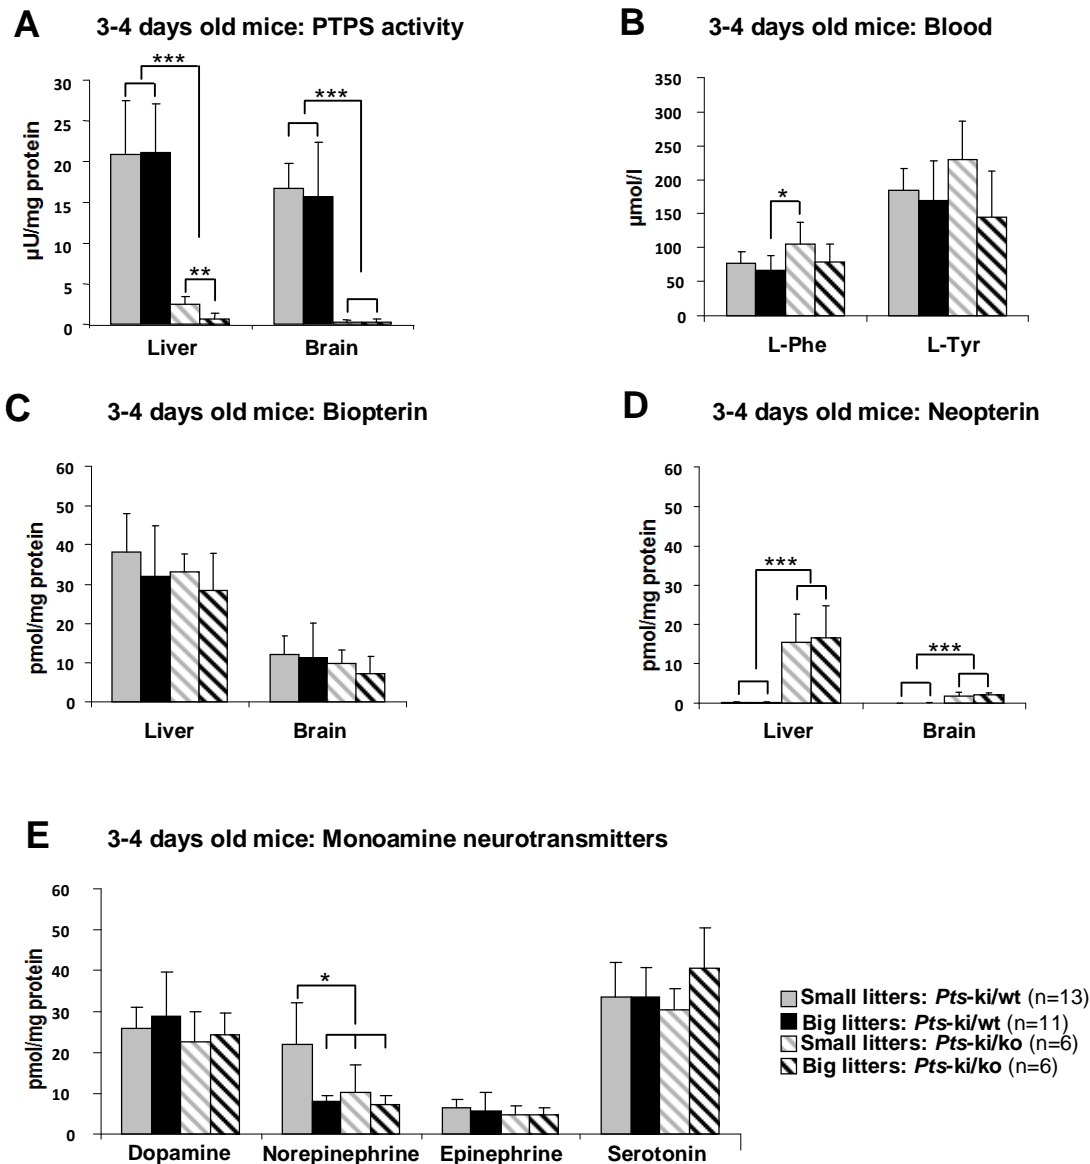 A 3-4 days old mice: PTPS activity
µU/mg protein
30
25
20
15
10
5
0
***
***
**
Liver Brain
B 3-4 days old mice: Blood
µmol/l
350
300
250
200
150
100
50
0
*
L-Phe L-Tyr
C 3-4 days old mice: Biopterin
pmol/mg protein
60
50
40
30
20
10
0
Liver Brain
D 3-4 days old mice: Neopterin
pmol/mg protein
60
50
40
30
20
10
0
***
***
Liver Brain
E 3-4 days old mice: Monoamine neurotransmitters
pmol/mg protein
60
50
40
30
20
10
0
*
Dopamine Norepinephrine Epinephrine Serotonin
Small litters: Pts-ki/wt (n=13)
Big litters: Pts-ki/wt (n=11)
Small litters: Pts-ki/ko (n=6)
Big litters: Pts-ki/ko (n=6)